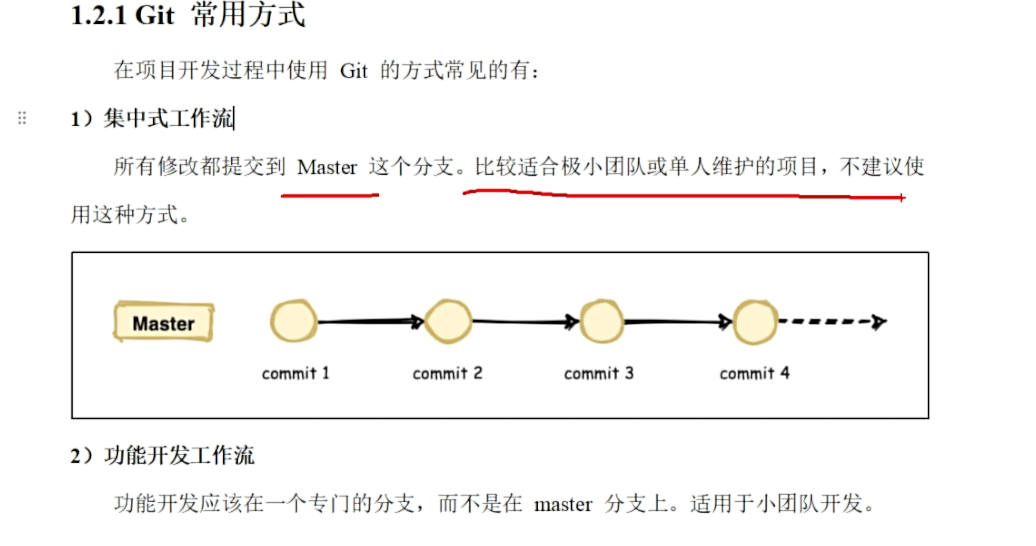 1.2.1 Git 常用方式
在项目开发过程中使用 Git 的方式常见的有：
1）集中式工作流
所有修改都提交到 Master 这个分支。比较适合极小团队或单人维护的项目，不建议使
用这种方式。
Master
commit 1 commit 2 commit 3 commit 4
2）功能开发工作流
功能开发应该在一个专门的分支，而不是在 master 分支上。适用于小团队开发。